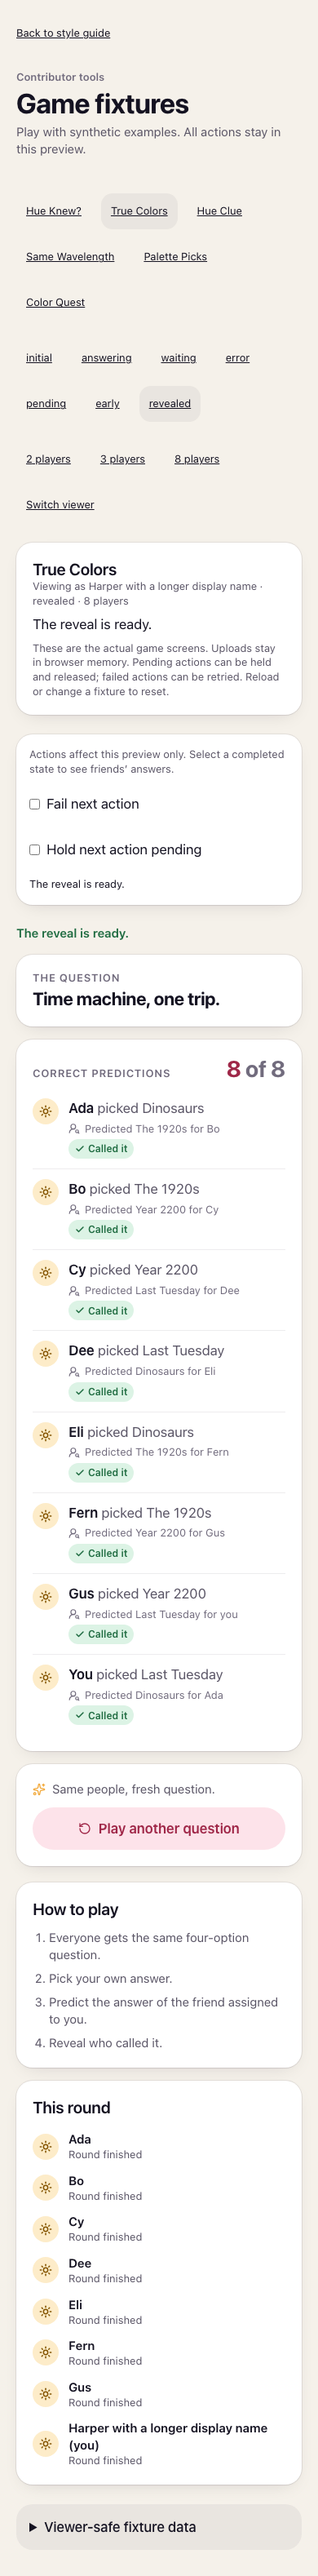 Back to style guide
Contributor tools
Game fixtures
Play with synthetic examples. All actions stay in
this preview.
Hue Knew? True Colors Hue Clue
Same Wavelength Palette Picks
Color Quest
initial answering waiting error
pending early revealed
2 players 3 players 8 players
Switch viewer
True Colors
Viewing as Harper with a longer display name ·
revealed · 8 players
The reveal is ready.
These are the actual game screens. Uploads stay
in browser memory. Pending actions can be held
and released; failed actions can be retried. Reload
or change a fixture to reset.
Actions affect this preview only. Select a completed
state to see friends' answers.
Fail next action
Hold next action pending
The reveal is ready.
The reveal is ready.
THE QUESTION
Time machine, one trip.
CORRECT PREDICTIONS 8 of 8
Ada picked Dinosaurs
Predicted The 1920s for Bo
Called it
Bo picked The 1920s
Predicted Year 2200 for Cy
Called it
Cy picked Year 2200
Predicted Last Tuesday for Dee
Called it
Dee picked Last Tuesday
Predicted Dinosaurs for Eli
Called it
Eli picked Dinosaurs
Predicted The 1920s for Fern
Called it
Fern picked The 1920s
Predicted Year 2200 for Gus
Called it
Gus picked Year 2200
Predicted Last Tuesday for you
Called it
You picked Last Tuesday
Predicted Dinosaurs for Ada
Called it
Same people, fresh question.
Play another question
How to play
1. Everyone gets the same four-option
question.
2. Pick your own answer.
3. Predict the answer of the friend assigned
to you.
4. Reveal who called it.
This round
Ada
Round finished
Bo
Round finished
Cy
Round finished
Dee
Round finished
Eli
Round finished
Fern
Round finished
Gus
Round finished
Harper with a longer display name
(you)
Round finished
Viewer-safe fixture data